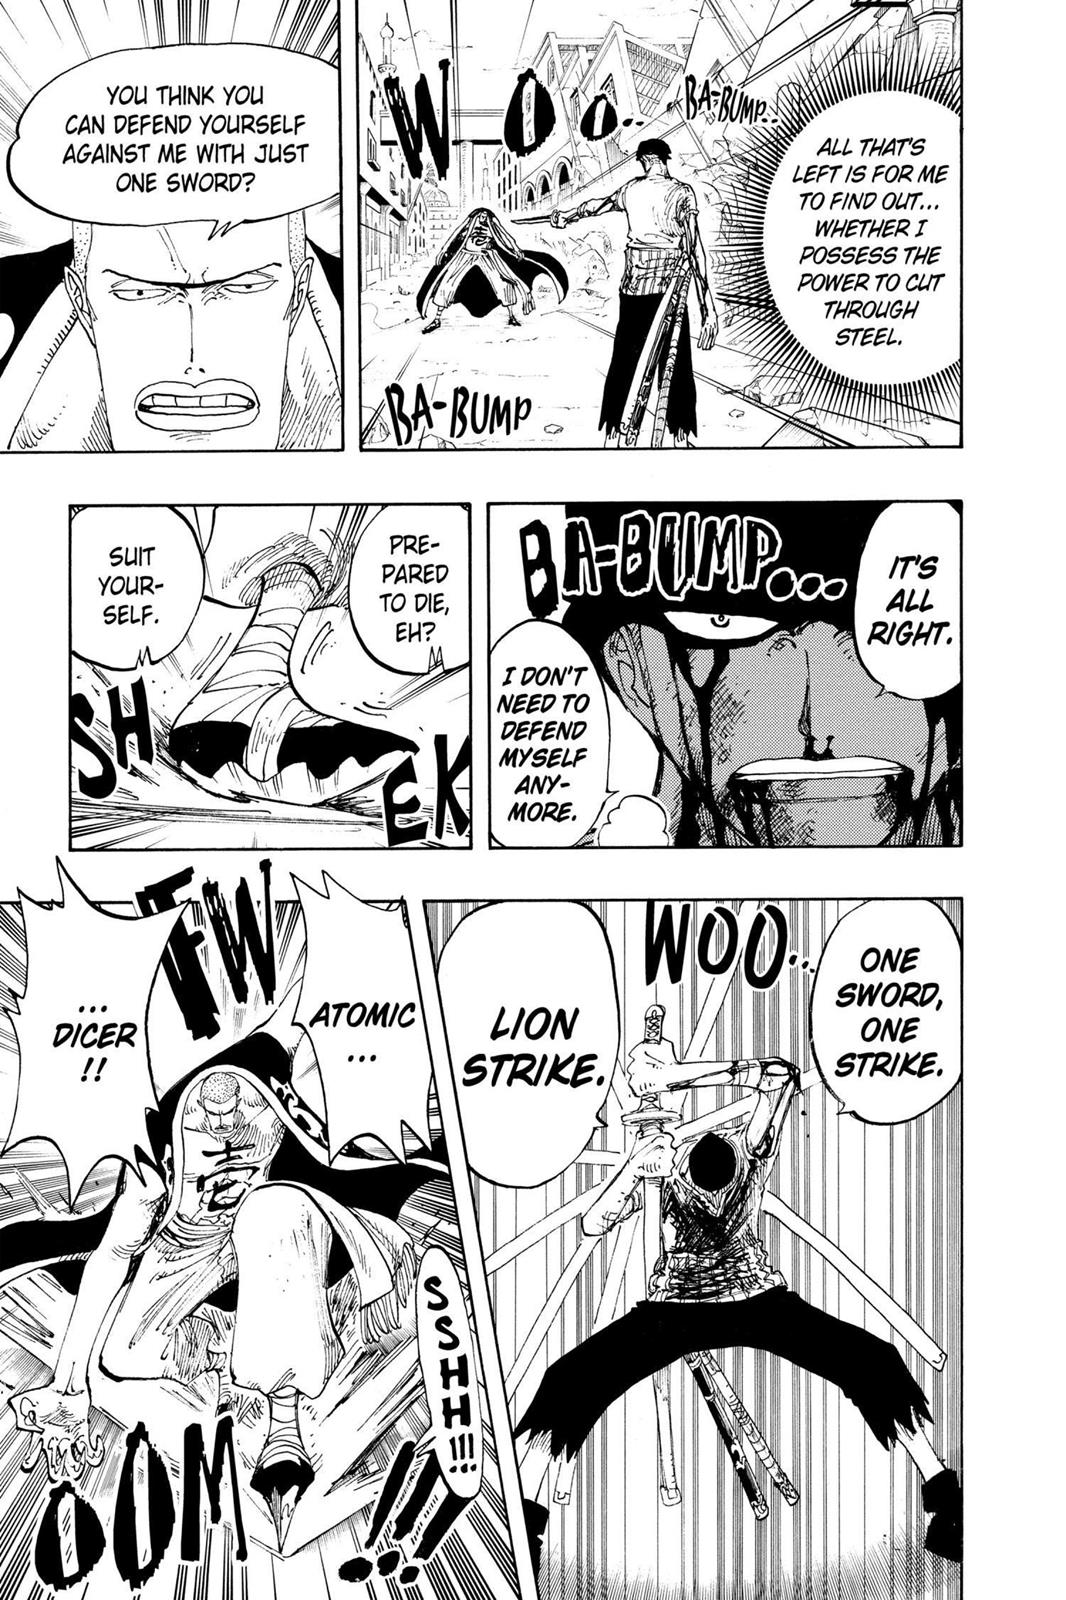 ALL THAT'S
LEFT IS FOR ME
TO FIND OUT...
WHETHER I
POSSESS THE
POWER TO CUT
THROUGH
STEEL.
BA-BUMP..
WOO..
BA-BUMP
YOU THINK YOU
CAN DEFEND YOURSELF
AGAINST ME WITH JUST
ONE SWORD?
IT'S
ALL
RIGHT.
BA-BUMP...
I DON'T
NEED TO
DEFEND
MYSELF
ANY-
MORE.
PRE-
PARED
TO DIE,
EH?
SUIT
YOUR-
SELF.
SH
EK
ONE
SWORD,
ONE
STRIKE.
WOO...
LION
STRIKE.
ATOMIC
...
FW
...
DICER
!!
壱
SSHH!!!
OOM
!!!